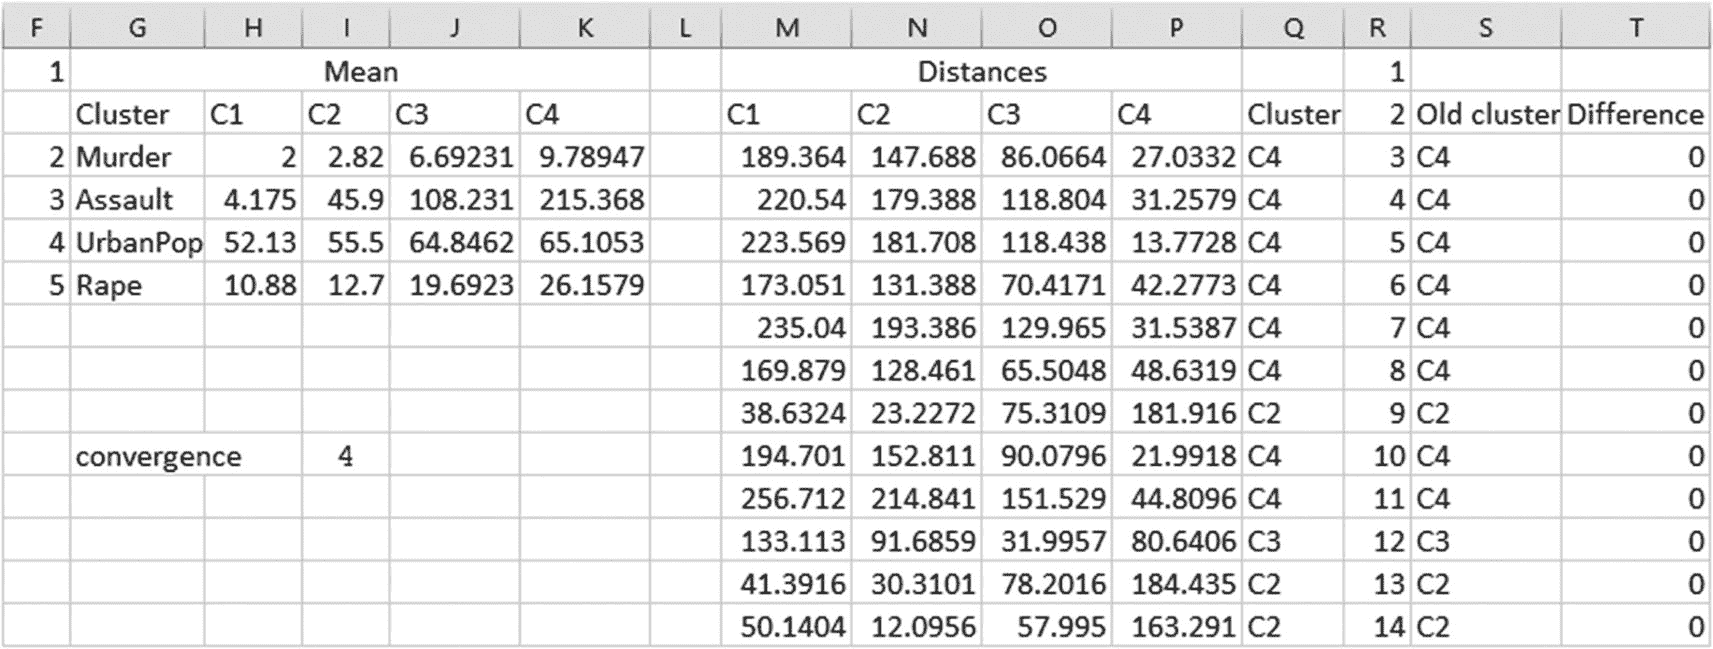 F G H I J K L M N O P Q R S T
1 Mean Distances 1
Cluster C1 C2 C3 C4 C1 C2 C3 C4 Cluster 2 Old cluster Difference
2 Murder 2 2.82 6.69231 9.78947 189.364 147.688 86.0664 27.0332 C4 3 C4 0
3 Assault 4.175 45.9 108.231 215.368 220.54 179.388 118.804 31.2579 C4 4 C4 0
4 UrbanPop 52.13 55.5 64.8462 65.1053 223.569 181.708 118.438 13.7728 C4 5 C4 0
5 Rape 10.88 12.7 19.6923 26.1579 173.051 131.388 70.4171 42.2773 C4 6 C4 0
235.04 193.386 129.965 31.5387 C4 7 C4 0
169.879 128.461 65.5048 48.6319 C4 8 C4 0
38.6324 23.2272 75.3109 181.916 C2 9 C2 0
convergence 4 194.701 152.811 90.0796 21.9918 C4 10 C4 0
256.712 214.841 151.529 44.8096 C4 11 C4 0
133.113 91.6859 31.9957 80.6406 C3 12 C3 0
41.3916 30.3101 78.2016 184.435 C2 13 C2 0
50.1404 12.0956 57.995 163.291 C2 14 C2 0